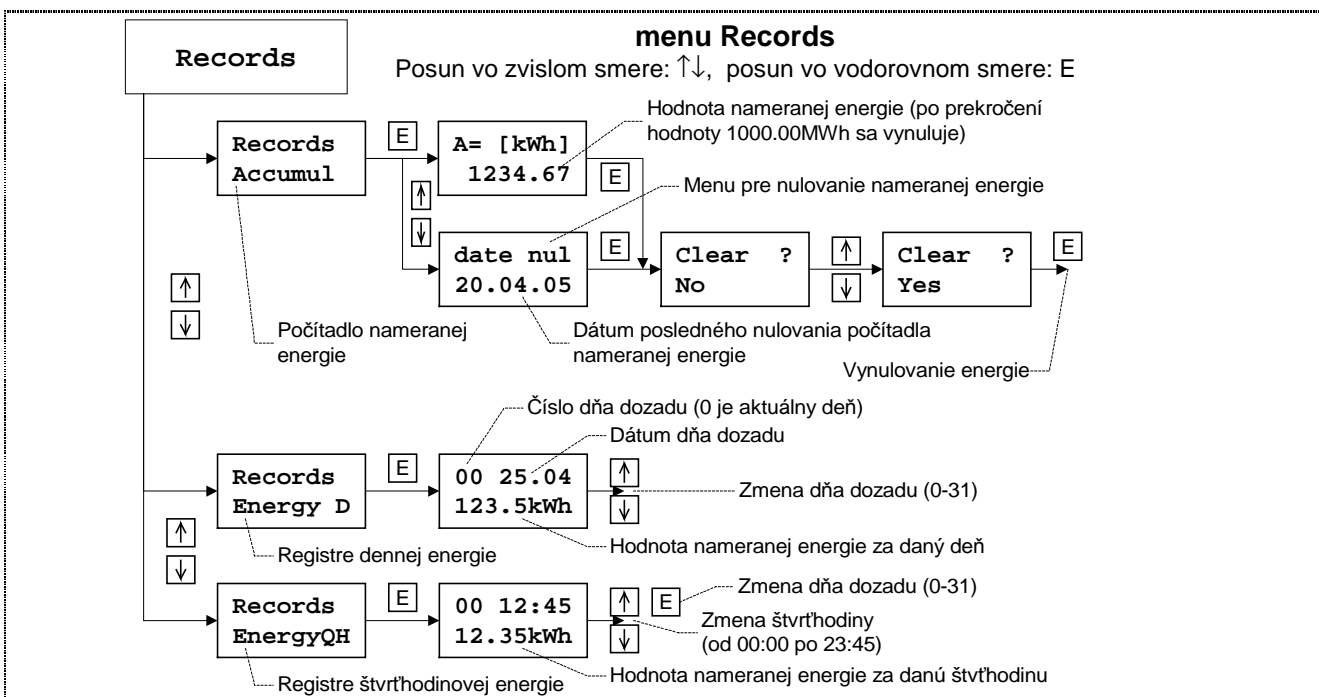 Records
menu Records
Posun vo zvislom smere: ↑↓, posun vo vodorovnom smere: E
Hodnota nameranej energie (po prekročení
hodnoty 1000.00MWh sa vynuluje)
Records
Accumul
E
A= [kWh]
1234.67
E
Menu pre nulovanie nameranej energie
↑
↓
date nul
20.04.05
E
Clear ?
No
↑
↓
Clear ?
Yes
E
↑
↓
Počítadlo nameranej
energie
Dátum posledného nulovania počítadla
nameranej energie
Vynulovanie energie
Číslo dňa dozadu (0 je aktuálny deň)
Dátum dňa dozadu
Records
Energy D
E
00 25.04
123.5kWh
↑
↓
Zmena dňa dozadu (0-31)
Registre dennej energie
Hodnota nameranej energie za daný deň
↑
↓
Records
EnergyQH
E
00 12:45
12.35kWh
↑
↓
E
Zmena dňa dozadu (0-31)
Zmena štvrťhodiny
(od 00:00 po 23:45)
Registre štvrťhodinovej energie
Hodnota nameranej energie za danú štvťhodinu